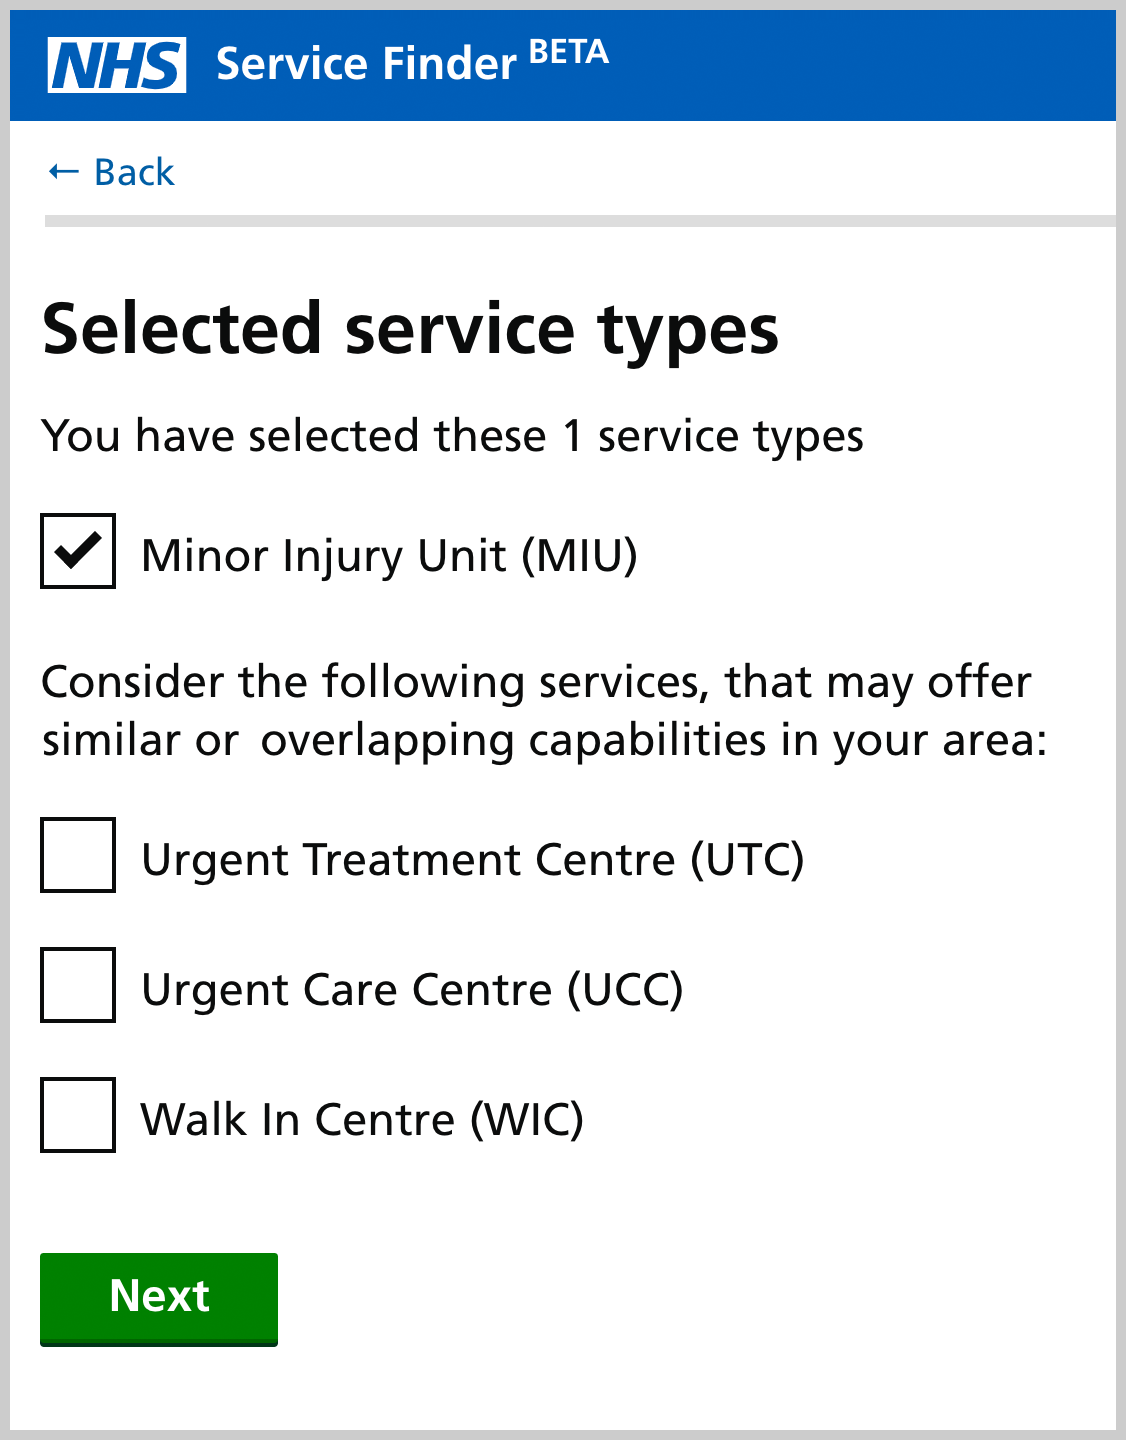 NHS Service Finder BETA
← Back
Selected service types
You have selected these 1 service types
Minor Injury Unit (MIU)
Consider the following services, that may offer
similar or overlapping capabilities in your area:
Urgent Treatment Centre (UTC)
Urgent Care Centre (UCC)
Walk In Centre (WIC)
Next